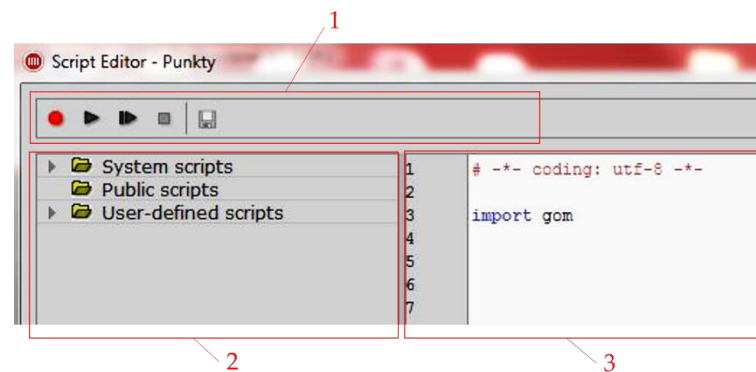 1
Script Editor - Punkty
System scripts
Public scripts
User-defined scripts
1 # -*- coding: utf-8 -*-
2
3 import gom
4
5
6
7
2
3